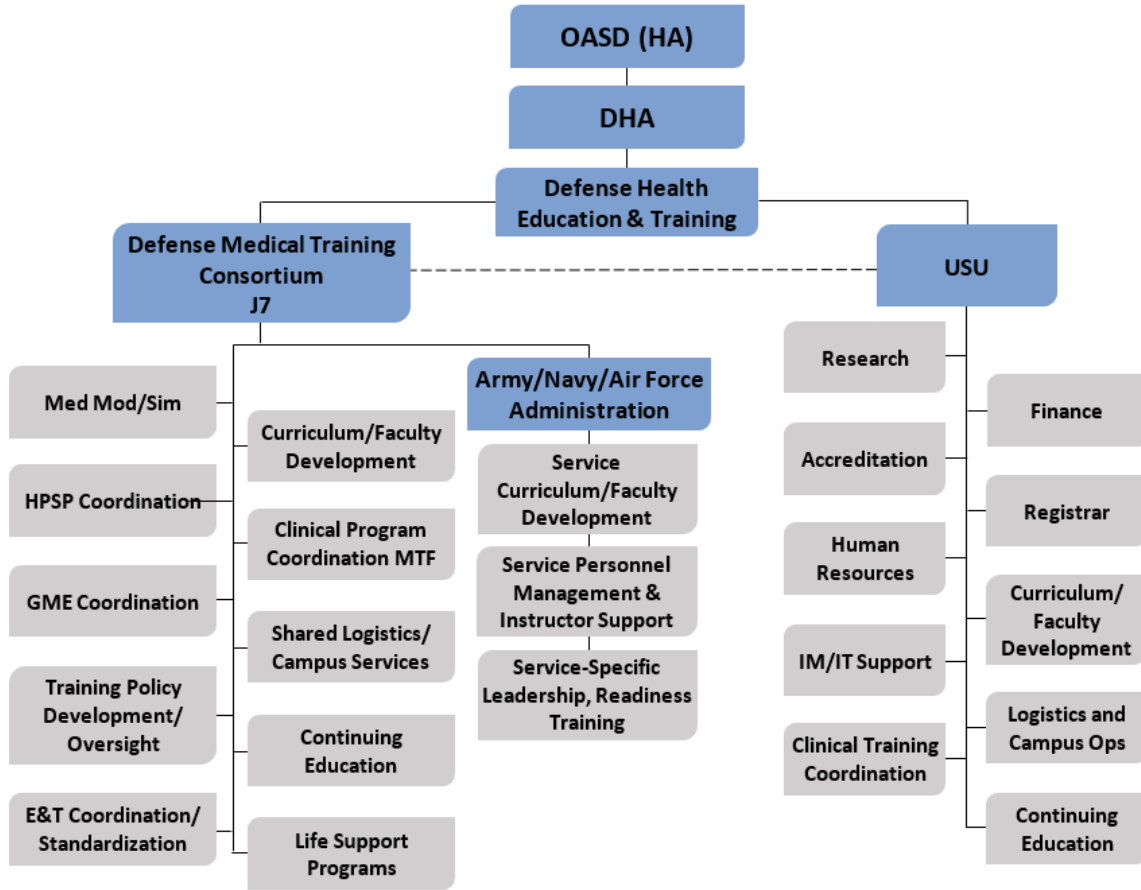 OASD (HA)
DHA
Defense Health
Education & Training
Defense Medical Training
Consortium
J7
USU
Med Mod/Sim
HPSP Coordination
GME Coordination
Training Policy
Development/
Oversight
E&T Coordination/
Standardization
Curriculum/Faculty
Development
Clinical Program
Coordination MTF
Shared Logistics/
Campus Services
Continuing
Education
Life Support
Programs
Army/Navy/Air Force
Administration
Service
Curriculum/Faculty
Development
Service Personnel
Management &
Instructor Support
Service-Specific
Leadership, Readiness
Training
Research
Accreditation
Human
Resources
IM/IT Support
Clinical Training
Coordination
Finance
Registrar
Curriculum/
Faculty
Development
Logistics and
Campus Ops
Continuing
Education